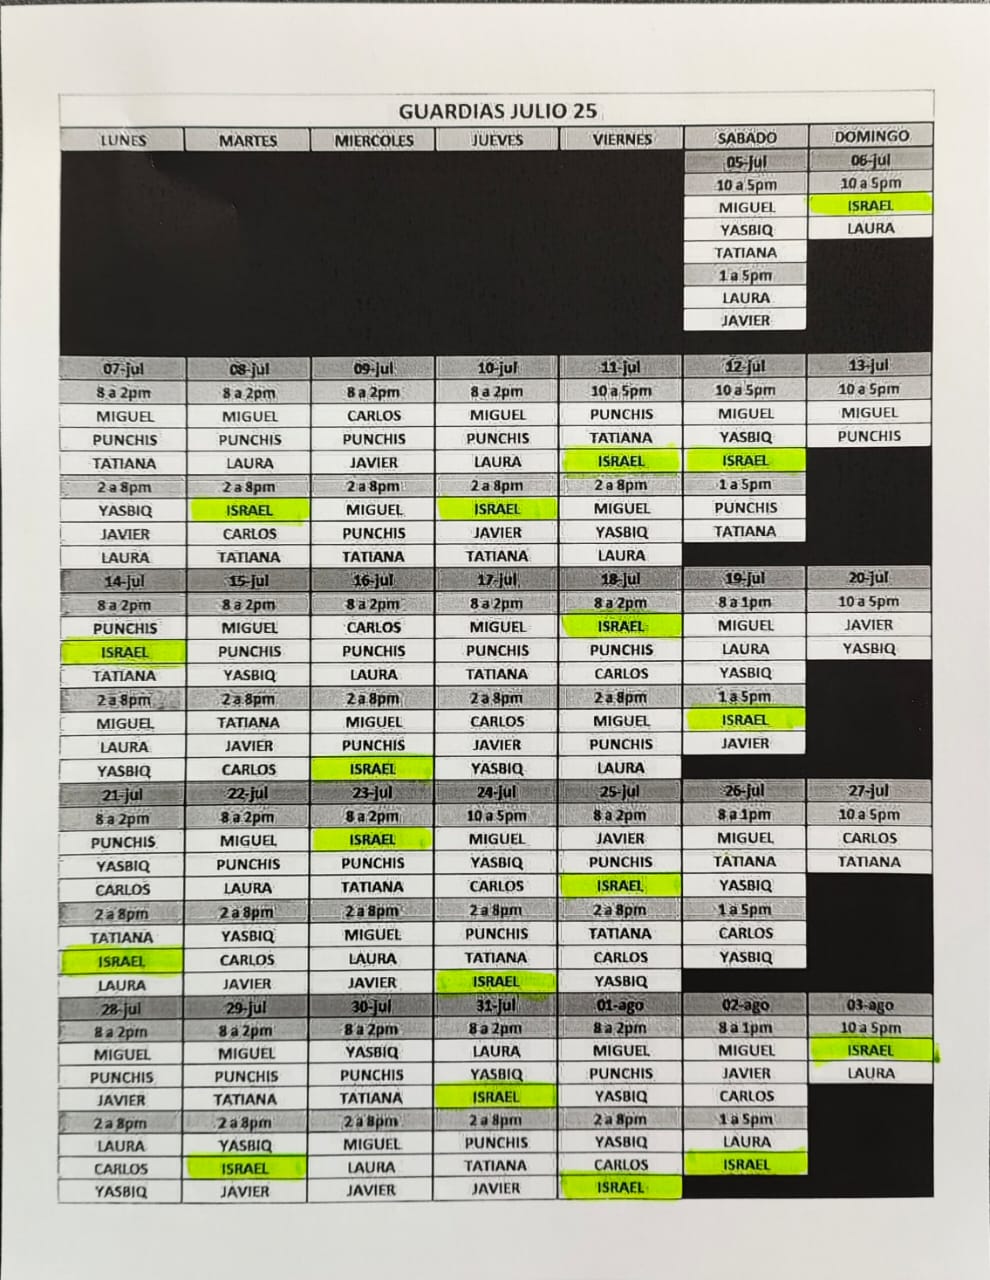 GUARDIAS JULIO 25
LUNES MARTES MIERCOLES JUEVES VIERNES SABADO DOMINGO
05-jul 06-jul
10 a 5pm 10 a 5pm
MIGUEL ISRAEL
YASBIQ LAURA
TATIANA
1 a 5pm
LAURA
JAVIER
07-jul 08-jul 09-jul 10-jul 11-jul 12-jul 13-jul
8 a 2pm 8 a 2pm 8 a 2pm 8 a 2pm 10 a 5pm 10 a 5pm 10 a 5pm
MIGUEL MIGUEL CARLOS MIGUEL PUNCHIS MIGUEL MIGUEL
PUNCHIS PUNCHIS PUNCHIS PUNCHIS TATIANA YASBIQ PUNCHIS
TATIANA LAURA JAVIER LAURA ISRAEL ISRAEL
2 a 8pm 2 a 8pm 2 a 8pm 2 a 8pm 2 a 8pm 1 a 5pm
YASBIQ ISRAEL MIGUEL ISRAEL MIGUEL PUNCHIS
JAVIER CARLOS PUNCHIS JAVIER YASBIQ TATIANA
LAURA TATIANA TATIANA TATIANA LAURA
14-jul 15-jul 16-jul 17-jul 18-jul 19-jul 20-jul
8 a 2pm 8 a 2pm 8 a 2pm 8 a 2pm 8 a 2pm 8 a 1pm 10 a 5pm
PUNCHIS MIGUEL CARLOS MIGUEL ISRAEL MIGUEL JAVIER
ISRAEL PUNCHIS PUNCHIS PUNCHIS PUNCHIS LAURA YASBIQ
TATIANA YASBIQ LAURA TATIANA CARLOS YASBIQ
2 a 8pm 2 a 8pm 2 a 8pm 2 a 8pm 2 a 8pm 1 a 5pm
MIGUEL TATIANA MIGUEL CARLOS MIGUEL ISRAEL
LAURA JAVIER PUNCHIS JAVIER PUNCHIS JAVIER
YASBIQ CARLOS ISRAEL YASBIQ LAURA
21-jul 22-jul 23-jul 24-jul 25-jul 26-jul 27-jul
8 a 2pm 8 a 2pm 8 a 2pm 10 a 5pm 8 a 2pm 8 a 1pm 10 a 5pm
PUNCHIS MIGUEL ISRAEL MIGUEL JAVIER MIGUEL CARLOS
YASBIQ PUNCHIS PUNCHIS YASBIQ PUNCHIS TATIANA TATIANA
CARLOS LAURA TATIANA CARLOS ISRAEL YASBIQ
2 a 8pm 2 a 8pm 2 a 8pm 2 a 8pm 2 a 8pm 1 a 5pm
TATIANA YASBIQ MIGUEL PUNCHIS TATIANA CARLOS
ISRAEL CARLOS LAURA TATIANA CARLOS YASBIQ
LAURA JAVIER JAVIER ISRAEL YASBIQ
28-jul 29-jul 30-jul 31-jul 01-ago 02-ago 03-ago
8 a 2pm 8 a 2pm 8 a 2pm 8 a 2pm 8 a 2pm 8 a 1pm 10 a 5pm
MIGUEL MIGUEL YASBIQ LAURA MIGUEL MIGUEL ISRAEL
PUNCHIS PUNCHIS PUNCHIS YASBIQ PUNCHIS JAVIER LAURA
JAVIER TATIANA TATIANA ISRAEL YASBIQ CARLOS
2 a 8pm 2 a 8pm 2 a 8pm 2 a 8pm 2 a 8pm 1 a 5pm
LAURA YASBIQ MIGUEL PUNCHIS YASBIQ LAURA
CARLOS ISRAEL LAURA TATIANA CARLOS ISRAEL
YASBIQ JAVIER JAVIER JAVIER ISRAEL